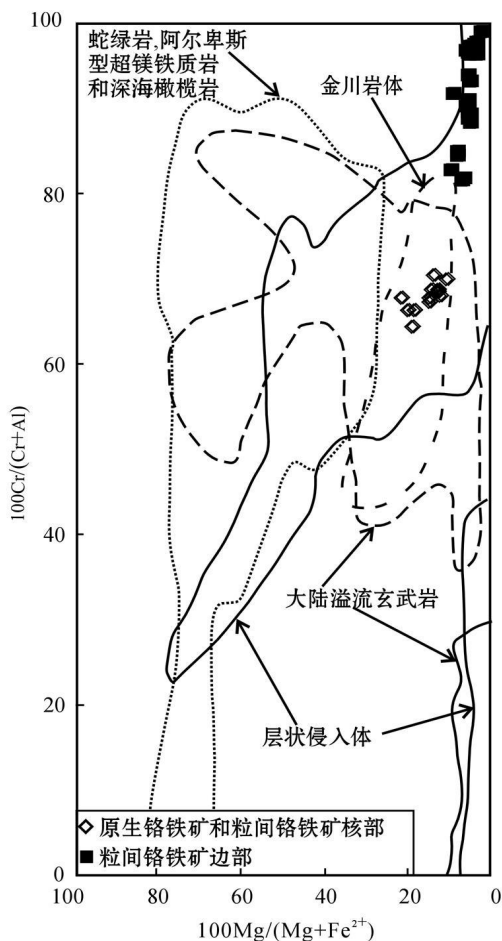 100
80
60
40
20
0
100Cr/(Cr+Al)
蛇绿岩,阿尔卑斯
型超镁铁质岩
和深海橄榄岩
金川岩体
大陆溢流玄武岩
层状侵入体
原生铬铁矿和粒间铬铁矿核部
粒间铬铁矿边部
100 80 60 40 20 0
100Mg/(Mg+Fe²⁺)